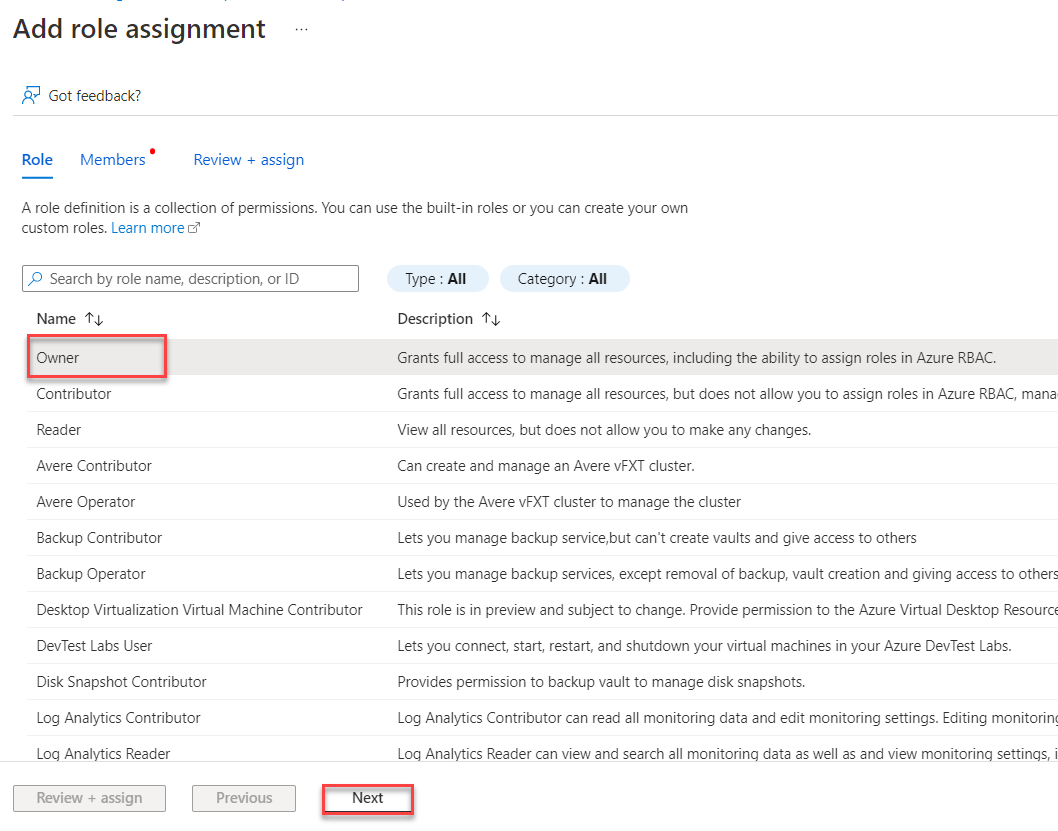 Add role assignment ...
Got feedback?
Role Members Review + assign
A role definition is a collection of permissions. You can use the built-in roles or you can create your own
custom roles. Learn more
Search by role name, description, or ID Type : All Category : All
Name ↑↓ Description ↑↓
Owner Grants full access to manage all resources, including the ability to assign roles in Azure RBAC.
Contributor Grants full access to manage all resources, but does not allow you to assign roles in Azure RBAC, mana
Reader View all resources, but does not allow you to make any changes.
Avere Contributor Can create and manage an Avere vFXT cluster.
Avere Operator Used by the Avere vFXT cluster to manage the cluster
Backup Contributor Lets you manage backup service,but can't create vaults and give access to others
Backup Operator Lets you manage backup services, except removal of backup, vault creation and giving access to others
Desktop Virtualization Virtual Machine Contributor This role is in preview and subject to change. Provide permission to the Azure Virtual Desktop Resource
DevTest Labs User Lets you connect, start, restart, and shutdown your virtual machines in your Azure DevTest Labs.
Disk Snapshot Contributor Provides permission to backup vault to manage disk snapshots.
Log Analytics Contributor Log Analytics Contributor can read all monitoring data and edit monitoring settings. Editing monitoring
Log Analytics Reader Log Analytics Reader can view and search all monitoring data as well as and view monitoring settings, i
Review + assign Previous Next